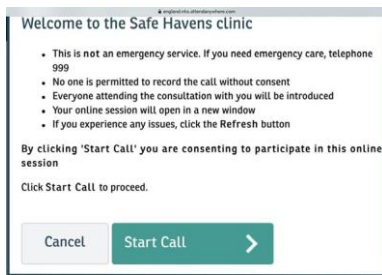 england.nhs.attendanywhere.com
Welcome to the Safe Havens clinic
• This is not an emergency service. If you need emergency care, telephone
999
• No one is permitted to record the call without consent
• Everyone attending the consultation with you will be introduced
• Your online session will open in a new window
• If you experience any issues, click the Refresh button
By clicking 'Start Call' you are consenting to participate in this online
session
Click Start Call to proceed.
Cancel
Start Call